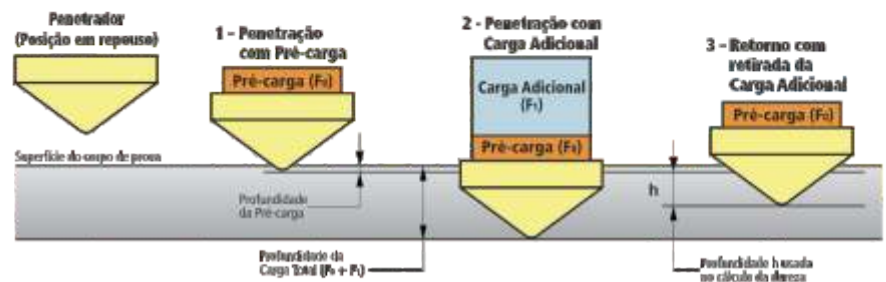 Penetrador
(Posição em repouso)
1 - Penetração
com Pré-carga
Pré-carga (F₀)
2 - Penetração com
Carga Adicional
Carga Adicional
(F₁)
Pré-carga (F₀)
3 - Retorno com
retirada da
Carga Adicional
Pré-carga (F₀)
Superfície do corpo de prova
Profundidade
da Pré-carga
h
Profundidade da
Carga Total (F₀ + F₁)
Profundidade h usada
no cálculo da dureza